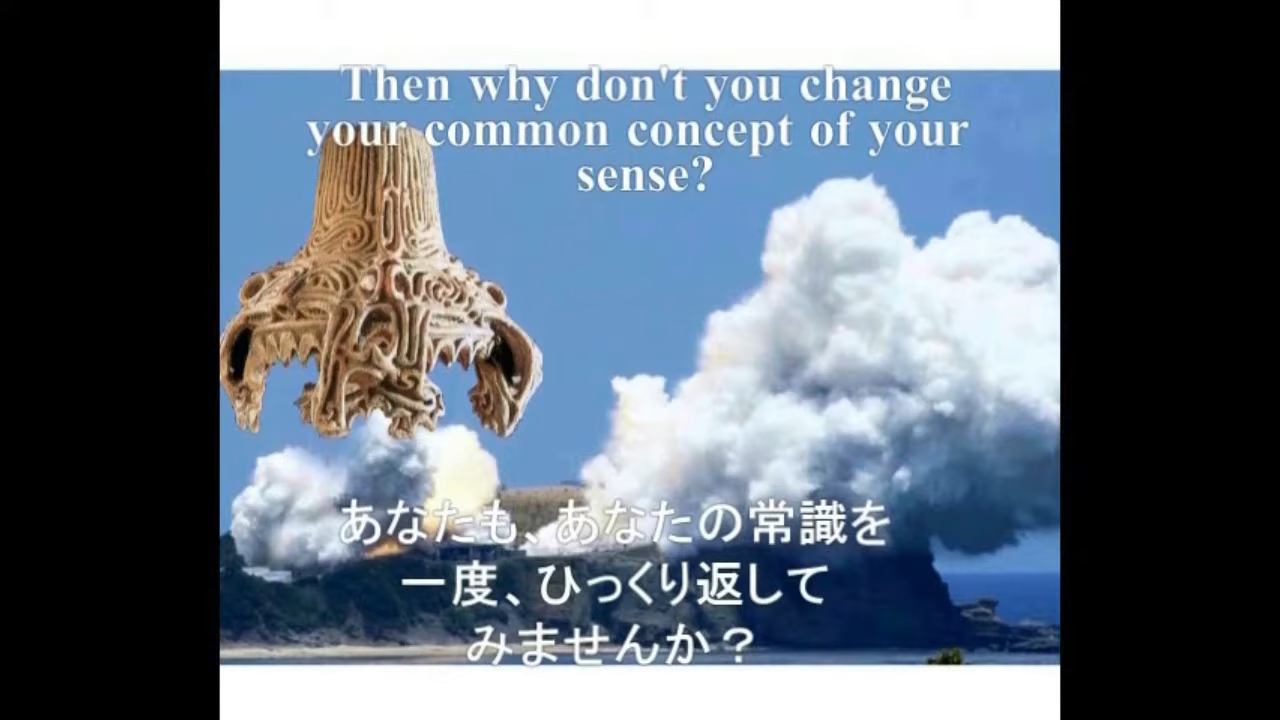 Then why don't you change
your common concept of your
sense?
あなたも、あなたの常識を
一度、ひっくり返して
みませんか？